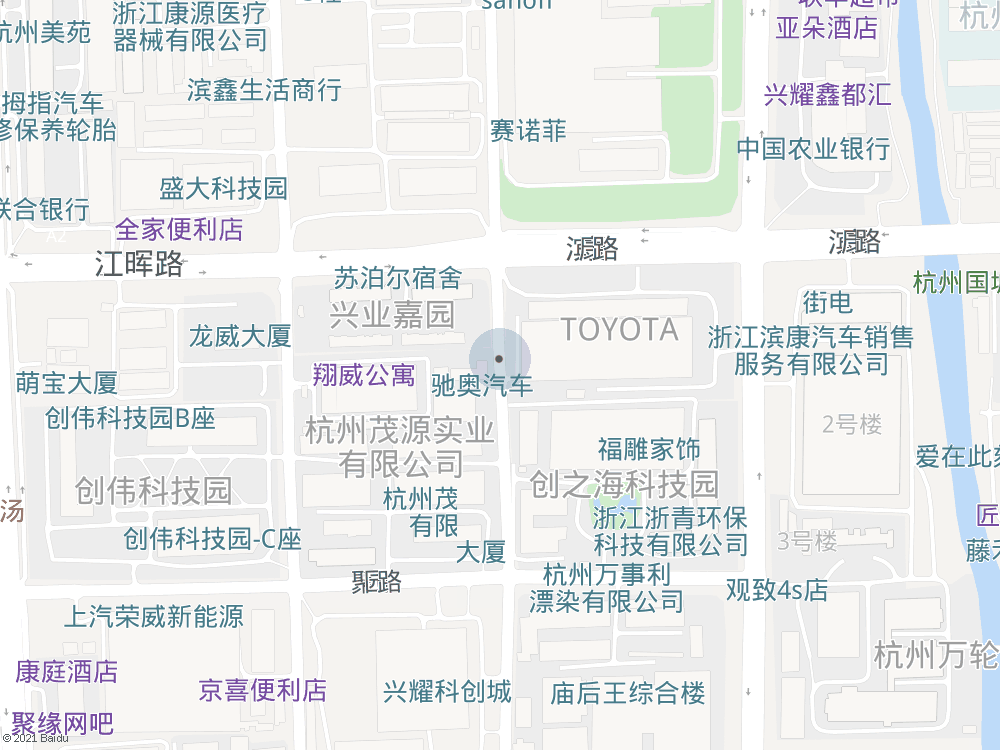 sanofi
浙江康源医疗
器械有限公司
杭州美苑
亚朵酒店
滨鑫生活商行
兴耀鑫都汇
拇指汽车
修保养轮胎
赛诺菲
中国农业银行
盛大科技园
联合银行
A2
全家便利店
江晖路
苏泊尔宿舍
杭州国
街电
兴业嘉园
TOYOTA
龙威大厦
浙江滨康汽车销售
服务有限公司
翔威公寓
驰奥汽车
萌宝大厦
创伟科技园B座
杭州茂源实业
有限公司
2号楼
福雕家饰
爱在此刻
创伟科技园
创之海科技园
杭州茂
有限
汤
浙江浙青环保
科技有限公司
匠
创伟科技园-C座
大厦
3号楼
聚路
杭州万事利
漂染有限公司
观致4s店
上汽荣威新能源
康庭酒店
杭州万轮
京喜便利店
兴耀科创城
庙后王综合楼
聚缘网吧
© 2021 Baidu